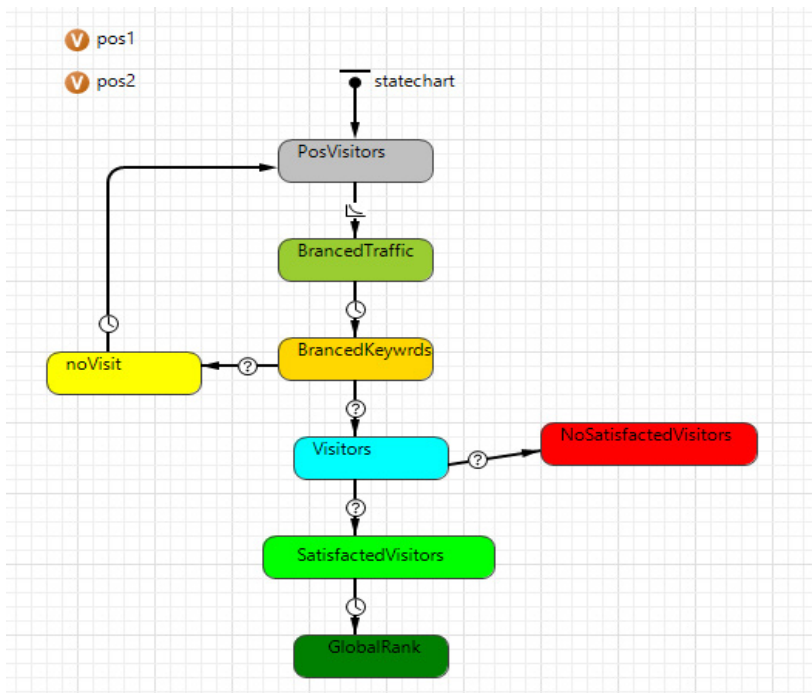 V pos1
V pos2
statechart
PosVisitors
BrancedTraffic
BrancedKeywrds
noVisit
?
?
Visitors
NoSatisfactedVisitors
?
?
SatisfactedVisitors
GlobalRank